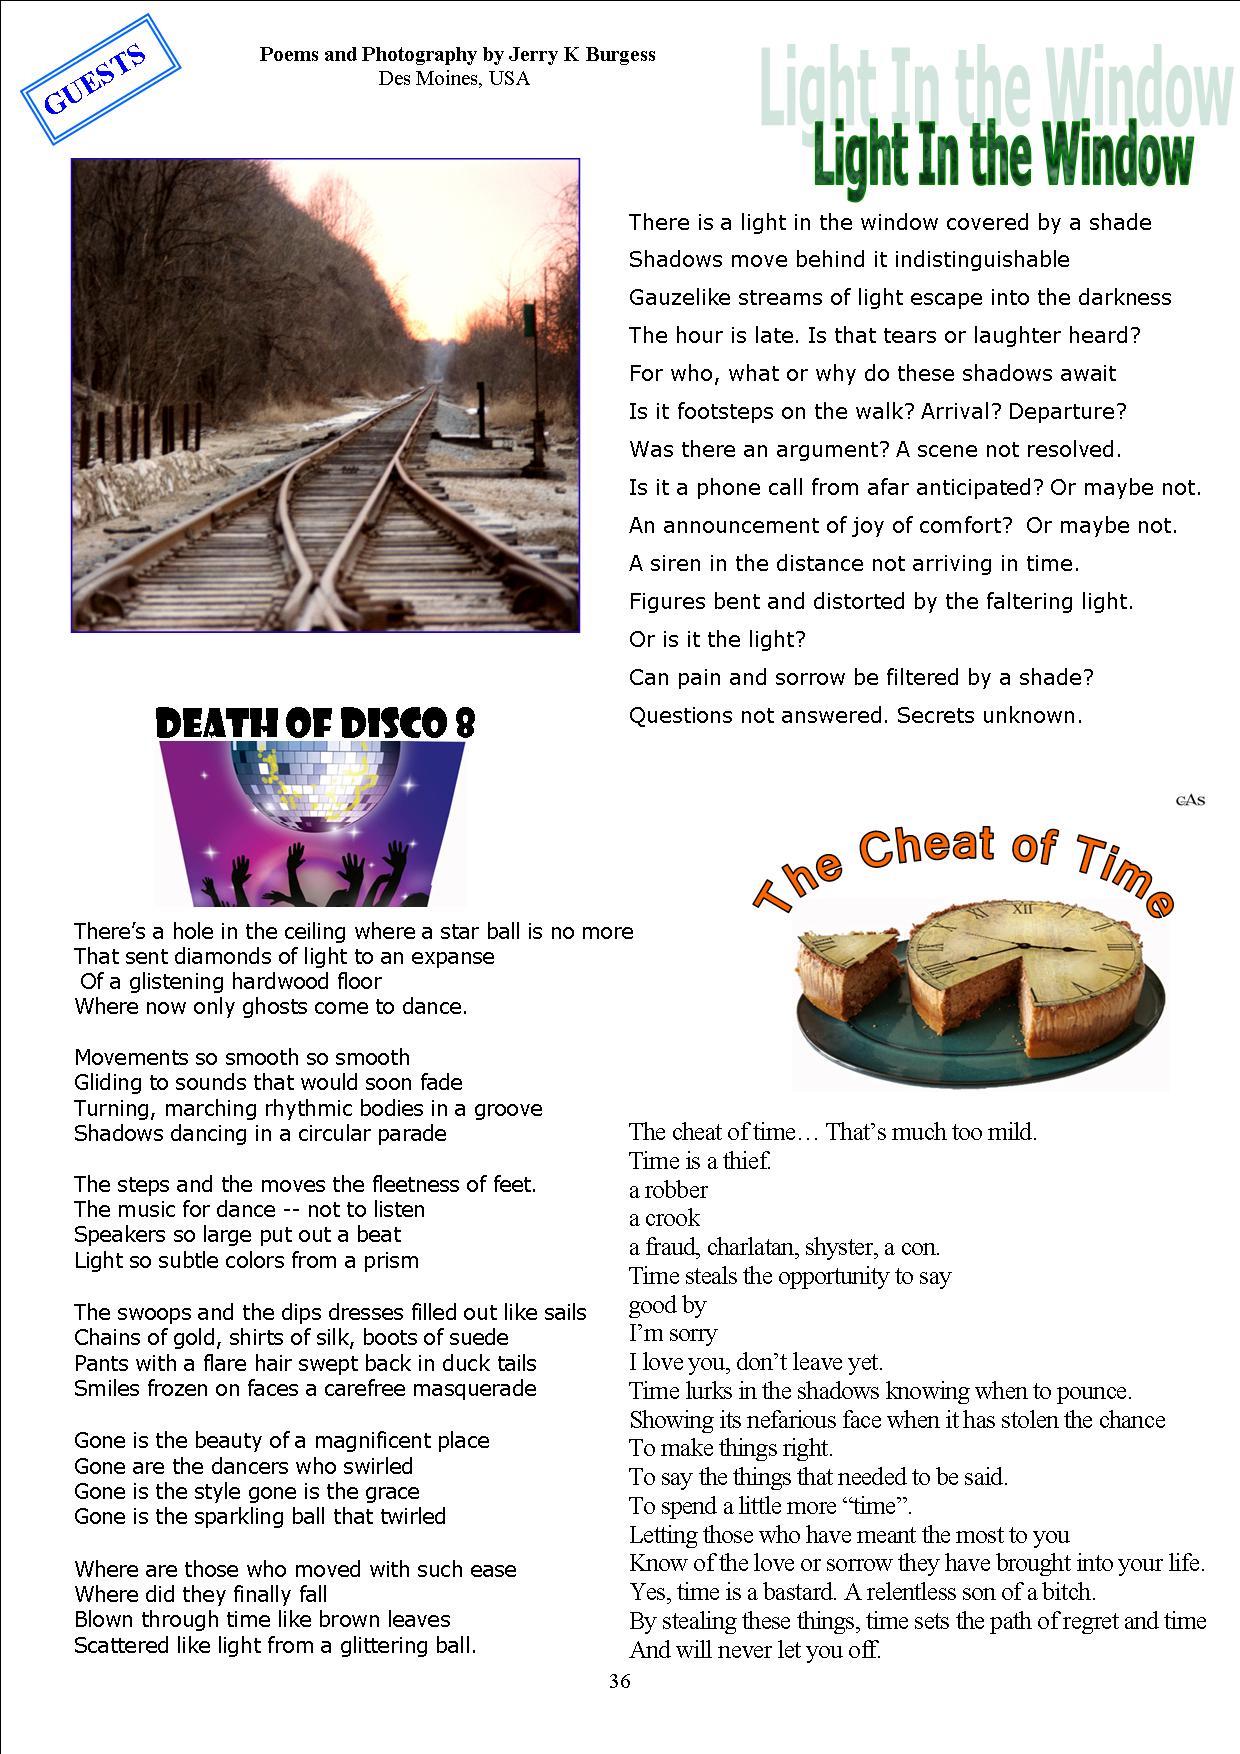 GUESTS
Poems and Photography by Jerry K Burgess
Des Moines, USA
Light In the Window
Light In the Window
There is a light in the window covered by a shade
Shadows move behind it indistinguishable
Gauzelike streams of light escape into the darkness
The hour is late. Is that tears or laughter heard?
For who, what or why do these shadows await
Is it footsteps on the walk? Arrival? Departure?
Was there an argument? A scene not resolved.
Is it a phone call from afar anticipated? Or maybe not.
An announcement of joy of comfort?  Or maybe not.
A siren in the distance not arriving in time.
Figures bent and distorted by the faltering light.
Or is it the light?
Can pain and sorrow be filtered by a shade?
Questions not answered. Secrets unknown.
DEATH OF DISCO 8
There's a hole in the ceiling where a star ball is no more
That sent diamonds of light to an expanse
Of a glistening hardwood floor
Where now only ghosts come to dance.
Movements so smooth so smooth
Gliding to sounds that would soon fade
Turning, marching rhythmic bodies in a groove
Shadows dancing in a circular parade
The steps and the moves the fleetness of feet.
The music for dance -- not to listen
Speakers so large put out a beat
Light so subtle colors from a prism
The swoops and the dips dresses filled out like sails
Chains of gold, shirts of silk, boots of suede
Pants with a flare hair swept back in duck tails
Smiles frozen on faces a carefree masquerade
Gone is the beauty of a magnificent place
Gone are the dancers who swirled
Gone is the style gone is the grace
Gone is the sparkling ball that twirled
Where are those who moved with such ease
Where did they finally fall
Blown through time like brown leaves
Scattered like light from a glittering ball.
cAs
The Cheat of Time
XII
The cheat of time… That's much too mild.
Time is a thief.
a robber
a crook
a fraud, charlatan, shyster, a con.
Time steals the opportunity to say
good by
I'm sorry
I love you, don't leave yet.
Time lurks in the shadows knowing when to pounce.
Showing its nefarious face when it has stolen the chance
To make things right.
To say the things that needed to be said.
To spend a little more “time”.
Letting those who have meant the most to you
Know of the love or sorrow they have brought into your life.
Yes, time is a bastard. A relentless son of a bitch.
By stealing these things, time sets the path of regret and time
And will never let you off.
36